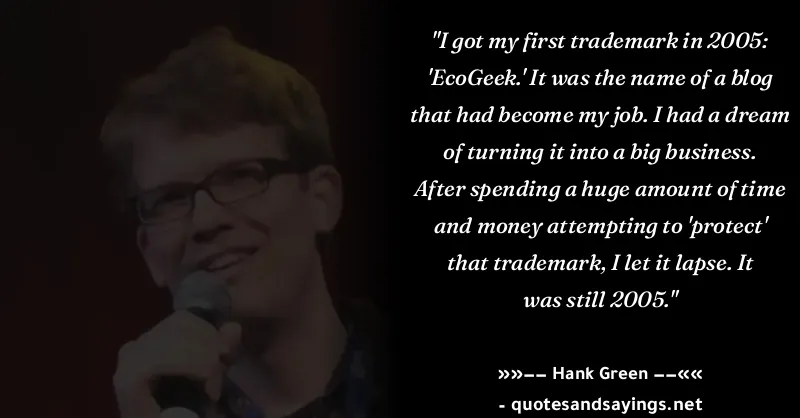 "I got my first trademark in 2005:
'EcoGeek.' It was the name of a blog
that had become my job. I had a dream
of turning it into a big business.
After spending a huge amount of time
and money attempting to 'protect'
that trademark, I let it lapse. It
was still 2005."
»»–– Hank Green ––««
- quotesandsayings.net